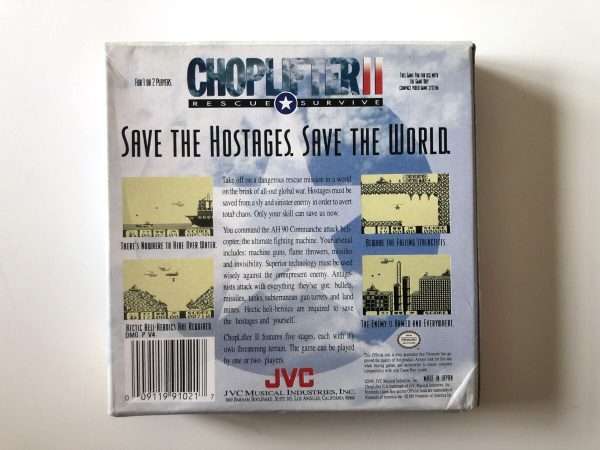 For 1 or 2 Players.
CHOPLIFTER II
RESCUE SURVIVE
This Game Pak for use with
the Game Boy
compact video game system
SAVE THE HOSTAGES. SAVE THE WORLD.
Take off on a dangerous rescue mission in a world
on the brink of all-out global war. Hostages must be
saved from a sly and sinister enemy in order to avert
total chaos. Only your skill can save us now.
You command the AH 90 Commanche attack heli-
copter, the ultimate fighting machine. Your arsenal
includes: machine guns, flame throwers, missiles
and invisibility. Superior technology must be used
wisely against the omnipresent enemy. Antago-
nists attack with everything they've got: bullets,
missiles, tanks, subterranean gun turrets and land
mines. Hectic heli-heroics are required to save
the hostages and yourself.
Choplifter II features five stages, each with it's
own threatening terrain. The game can be played
by one or two players.
There's Nowhere to Hide Over Water.
Hectic Heli-Heroics Are Required.
Beware the Falling Stalactites.
The Enemy is Armed and Everywhere.
DMG P V4
0 09119 91021 7
JVC
JVC MUSICAL INDUSTRIES, INC.
Los Angeles, California
Nintendo
MADE IN JAPAN